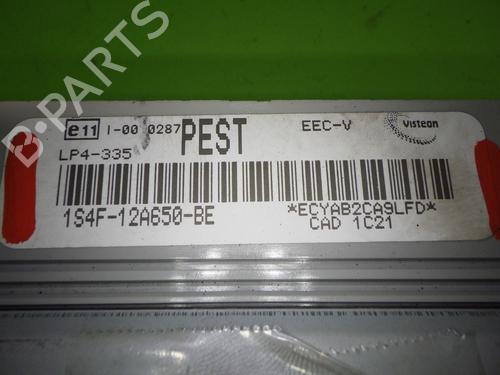 e11 I-00 0287 PEST EEC-V Visteon
LP4-335
1S4F-12A650-BE *ECYAB2CA9LFD*
CAD 1C21
B-PARTS